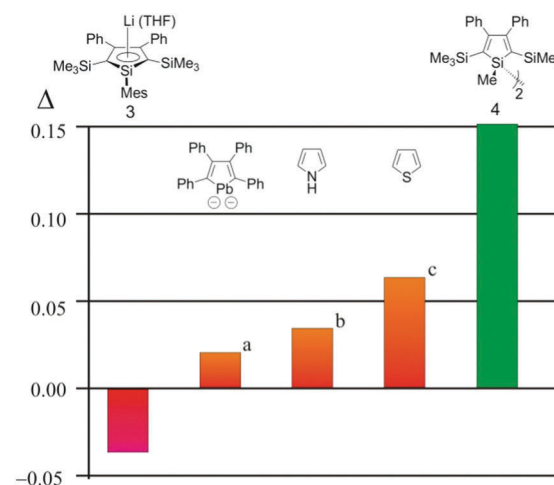 Li (THF)
Ph Ph
Me₃Si Si SiMe₃
Mes
3
Ph Ph
Me₃Si Si SiMe₃
Me 2
4
Δ
0.15
0.10
0.05
0.00
−0.05
Ph Ph
Ph Pb Ph
⊖ ⊖
N
H
S
a
b
c